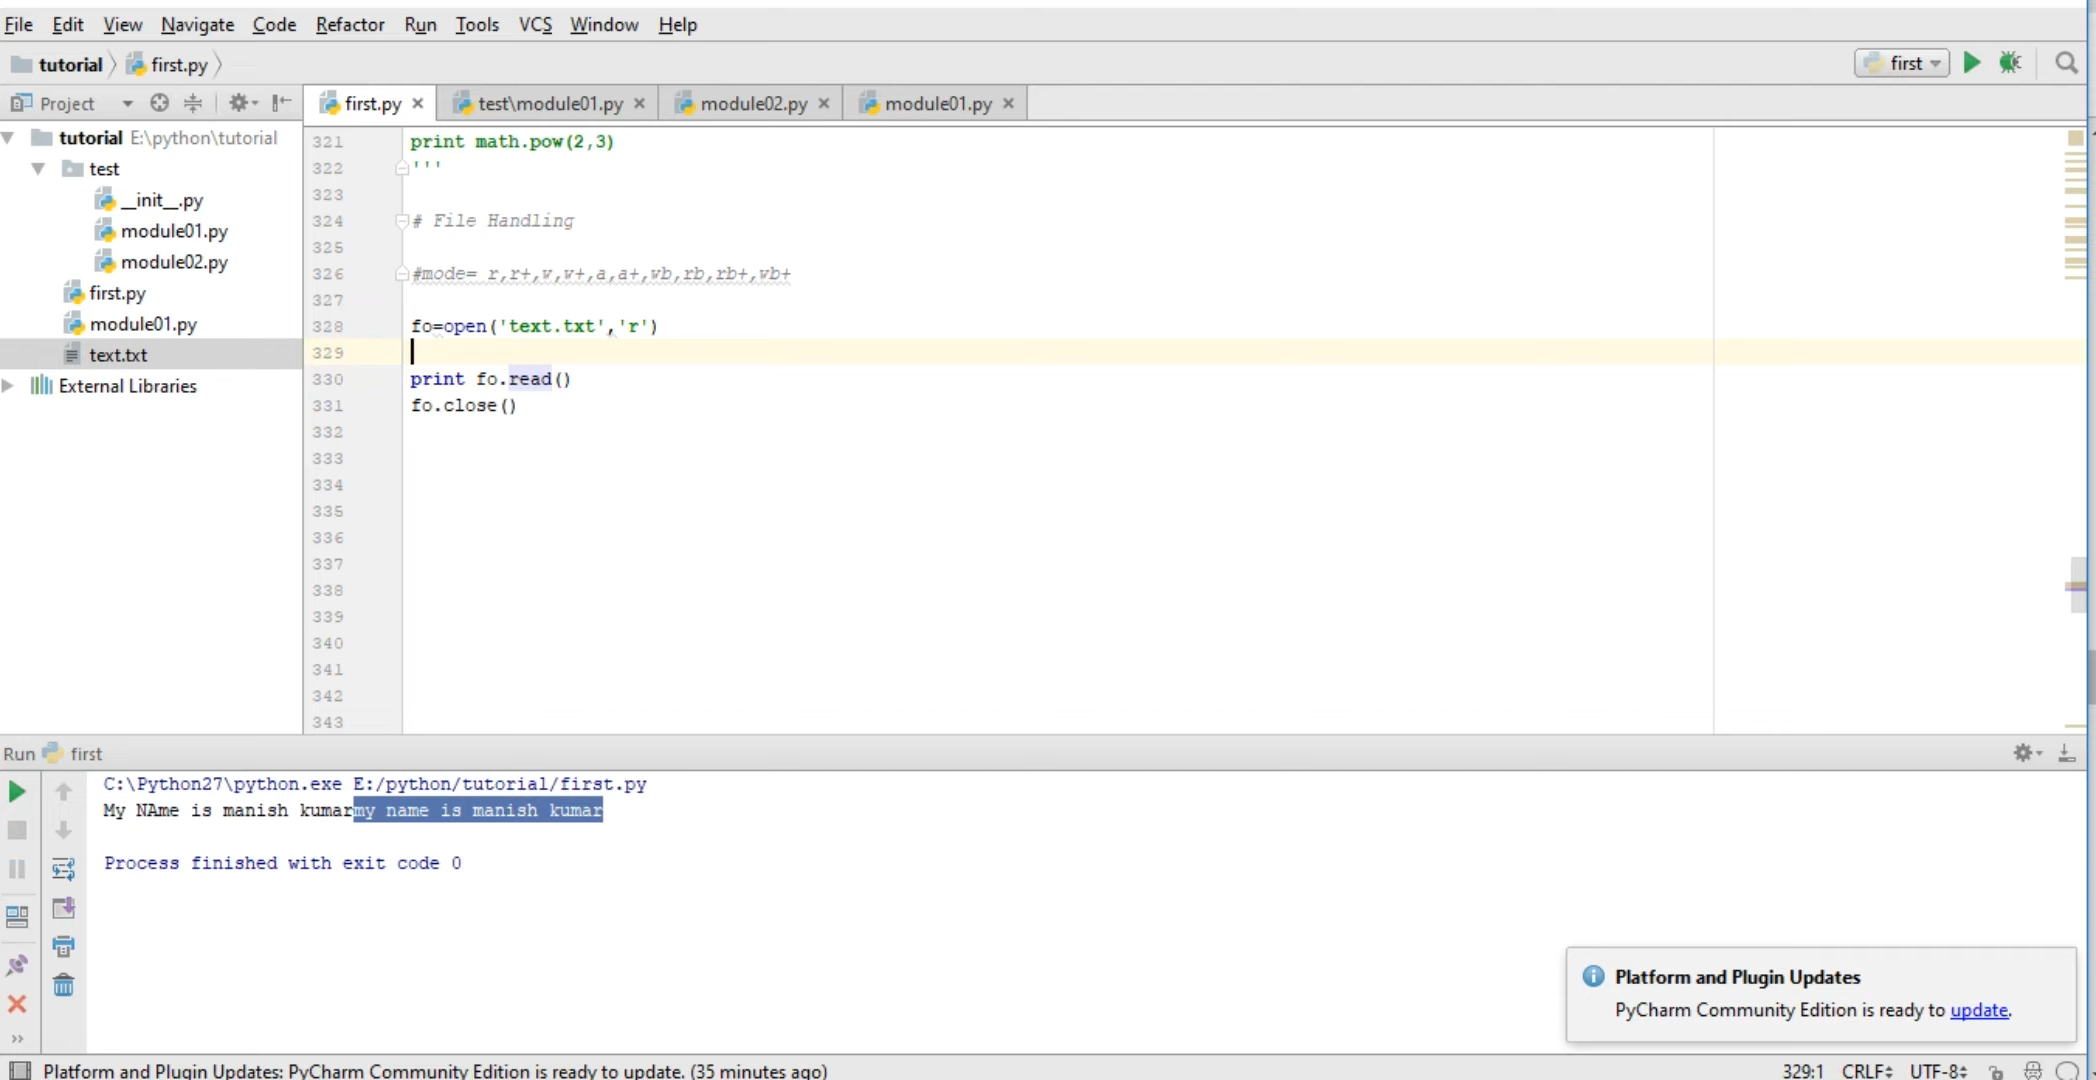 File Edit View Navigate Code Refactor Run Tools VCS Window Help
tutorial first.py first
Project first.py test\module01.py module02.py module01.py
tutorial E:\python\tutorial
test
__init__.py
module01.py
module02.py
first.py
module01.py
text.txt
External Libraries
321 print math.pow(2,3)
322 '''
323
324 # File Handling
325
326 #mode= r,r+,w,w+,a,a+,wb,rb,rb+,wb+
327
328 fo=open('text.txt','r')
329
330 print fo.read()
331 fo.close()
332
333
334
335
336
337
338
339
340
341
342
343
Run first
C:\Python27\python.exe E:/python/tutorial/first.py
My NAme is manish kumarmy name is manish kumar
Process finished with exit code 0
Platform and Plugin Updates
PyCharm Community Edition is ready to update.
Platform and Plugin Updates: PyCharm Community Edition is ready to update. (35 minutes ago) 329:1 CRLF UTF-8